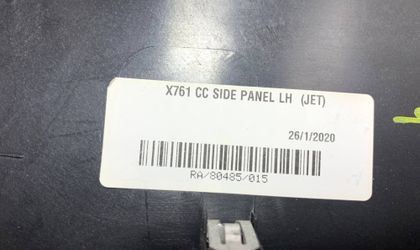 X761 CC SIDE PANEL LH (JET)
26/1/2020
RA/80485/015